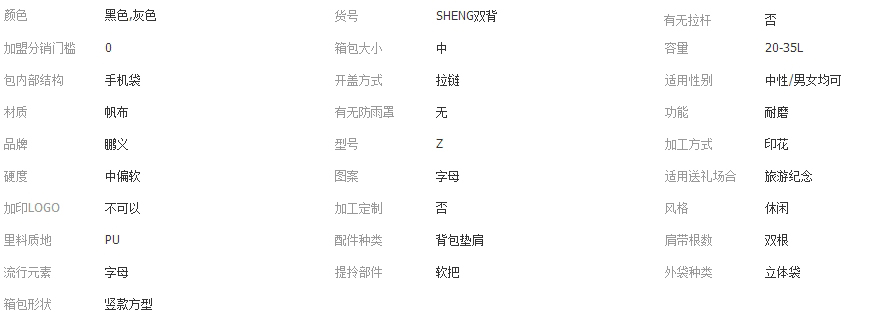 颜色 黑色,灰色 货号 SHENG双背 有无拉杆 否
加盟分销门槛 0 箱包大小 中 容量 20-35L
包内部结构 手机袋 开盖方式 拉链 适用性别 中性/男女均可
材质 帆布 有无防雨罩 无 功能 耐磨
品牌 鹏义 型号 Z 加工方式 印花
硬度 中偏软 图案 字母 适用送礼场合 旅游纪念
加印LOGO 不可以 加工定制 否 风格 休闲
里料质地 PU 配件种类 背包垫肩 肩带根数 双根
流行元素 字母 提拎部件 软把 外袋种类 立体袋
箱包形状 竖款方型